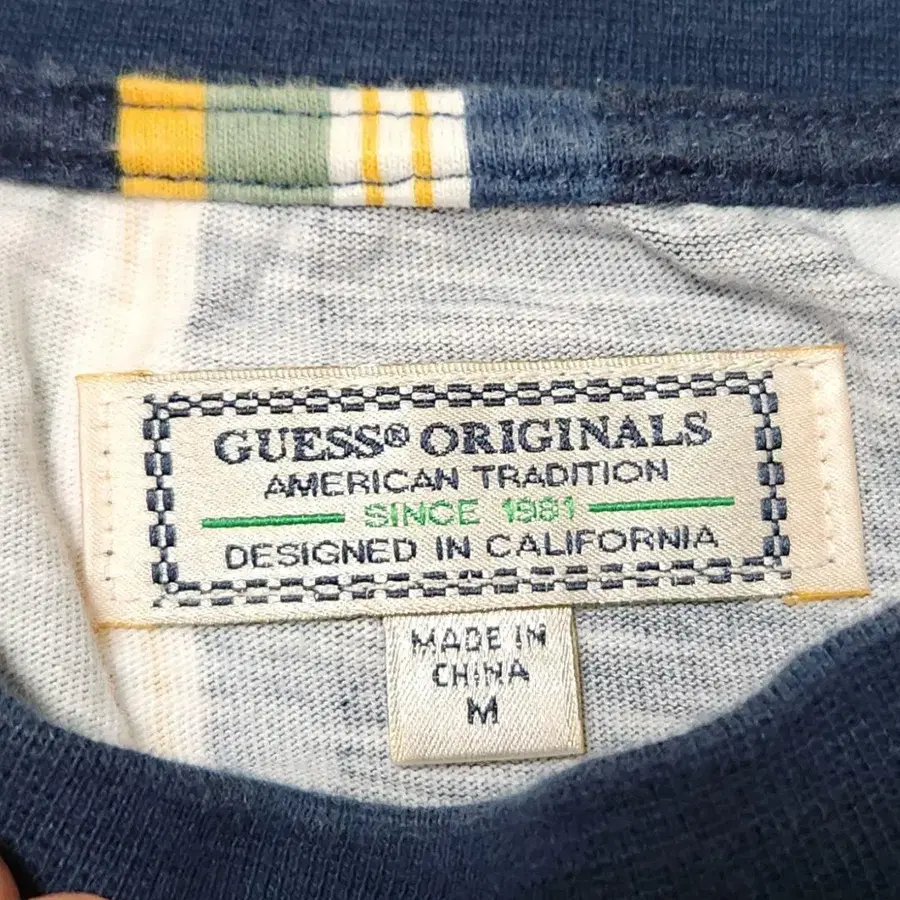 GUESS® ORIGINALS
AMERICAN TRADITION
SINCE 1981
DESIGNED IN CALIFORNIA
MADE IN
CHINA
M